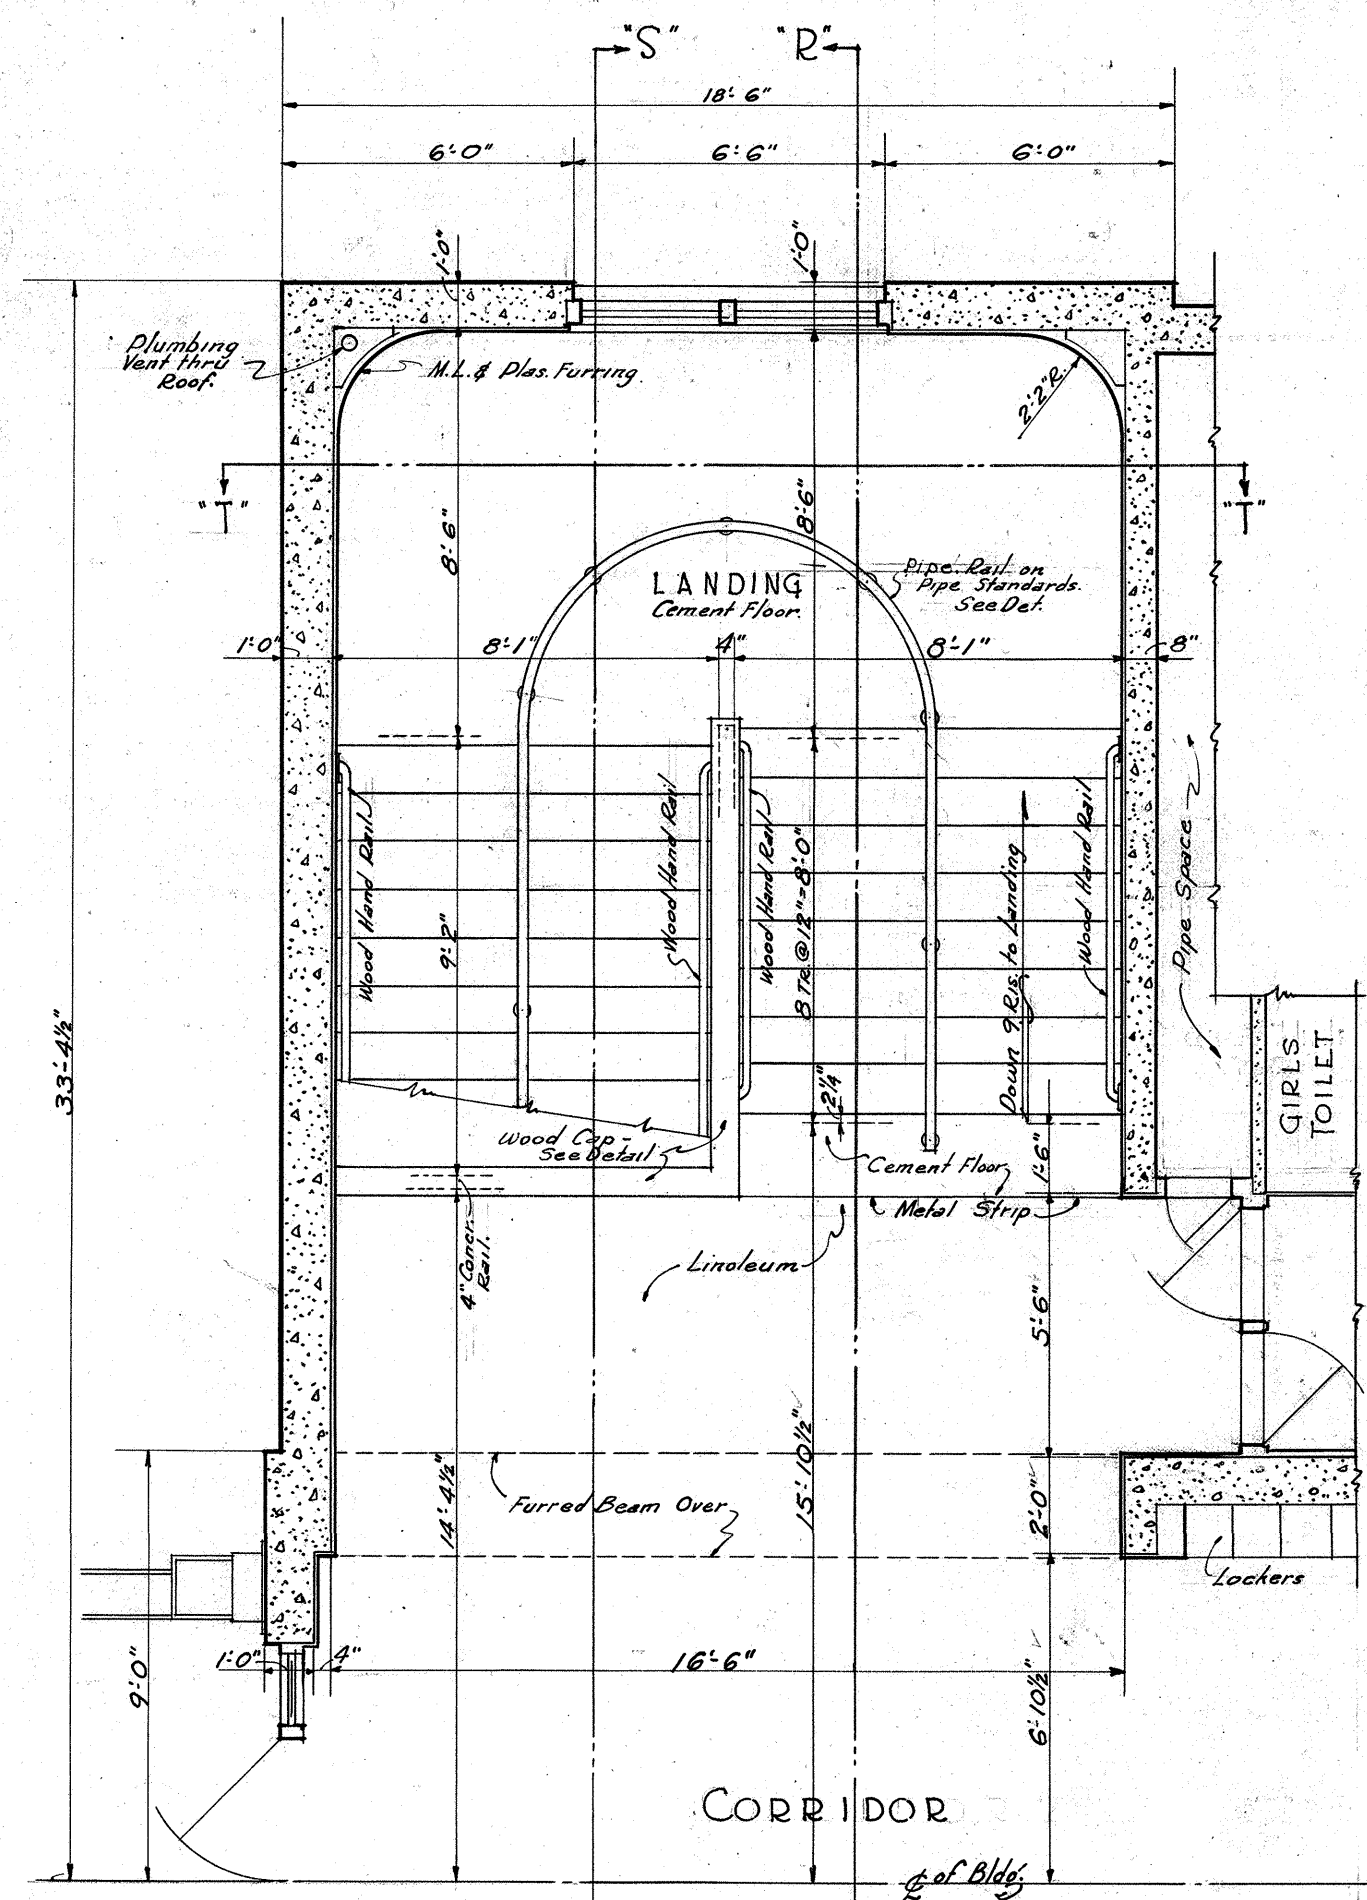 "S" "R"
18'-6"
6'-0" 6'-6" 6'-0"
1'-0" 1'-0"
Plumbing
Vent thru
Roof.
M.L. & Plas. Furring.
2'-2" R.
"T" "T"
8'-6" 8'-6"
LANDING
Cement Floor.
Pipe Rail on
Pipe Standards.
See Det.
1'-0" 8'-1" 4" 8'-1" 8"
Wood Hand Rail
9'-2"
Wood Hand Rail
Wood Hand Rail
8 TR. @ 12" = 8'-0"
Down 9 Ris. to Landing
Wood Hand Rail
Pipe Space
GIRLS
TOILET
33'-4½"
2¼"
1'-6"
Wood Cap -
See Detail
Cement Floor
Metal Strip
4" Concr.
Rail.
Linoleum
5'-6"
14'-4½"
15'-10½"
Furred Beam Over
2'-0"
Lockers
9'-0"
1'-0" 4" 16'-6"
6'-10½"
CORRIDOR
℄ of Bldg.